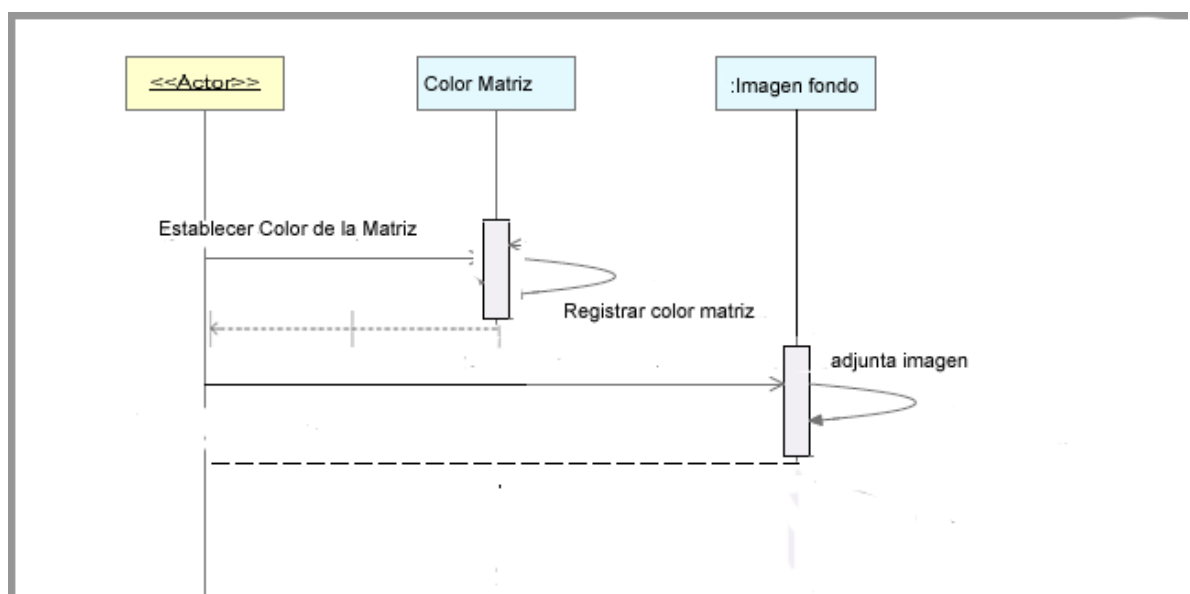 <<Actor>>
Color Matriz
:Imagen fondo
Establecer Color de la Matriz
Registrar color matriz
adjunta imagen